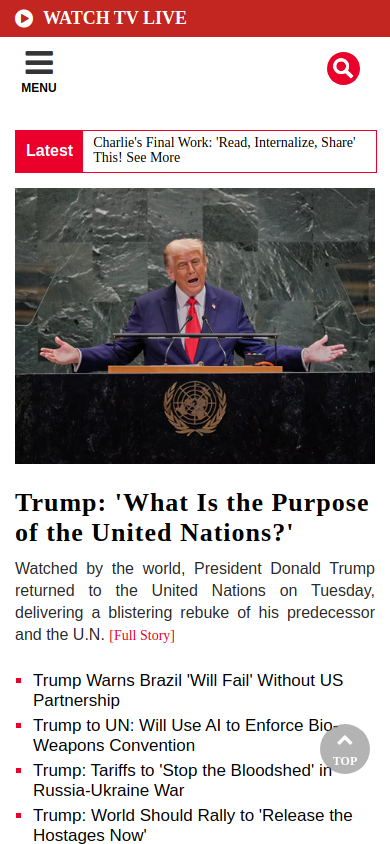 WATCH TV LIVE
MENU
Latest
Charlie's Final Work: 'Read, Internalize, Share'
This! See More
Trump: 'What Is the Purpose
of the United Nations?'
Watched by the world, President Donald Trump
returned to the United Nations on Tuesday,
delivering a blistering rebuke of his predecessor
and the U.N. [Full Story]
Trump Warns Brazil 'Will Fail' Without US
Partnership
Trump to UN: Will Use AI to Enforce Bio-
Weapons Convention
Trump: Tariffs to 'Stop the Bloodshed' in
Russia-Ukraine War
TOP
Trump: World Should Rally to 'Release the
Hostages Now'